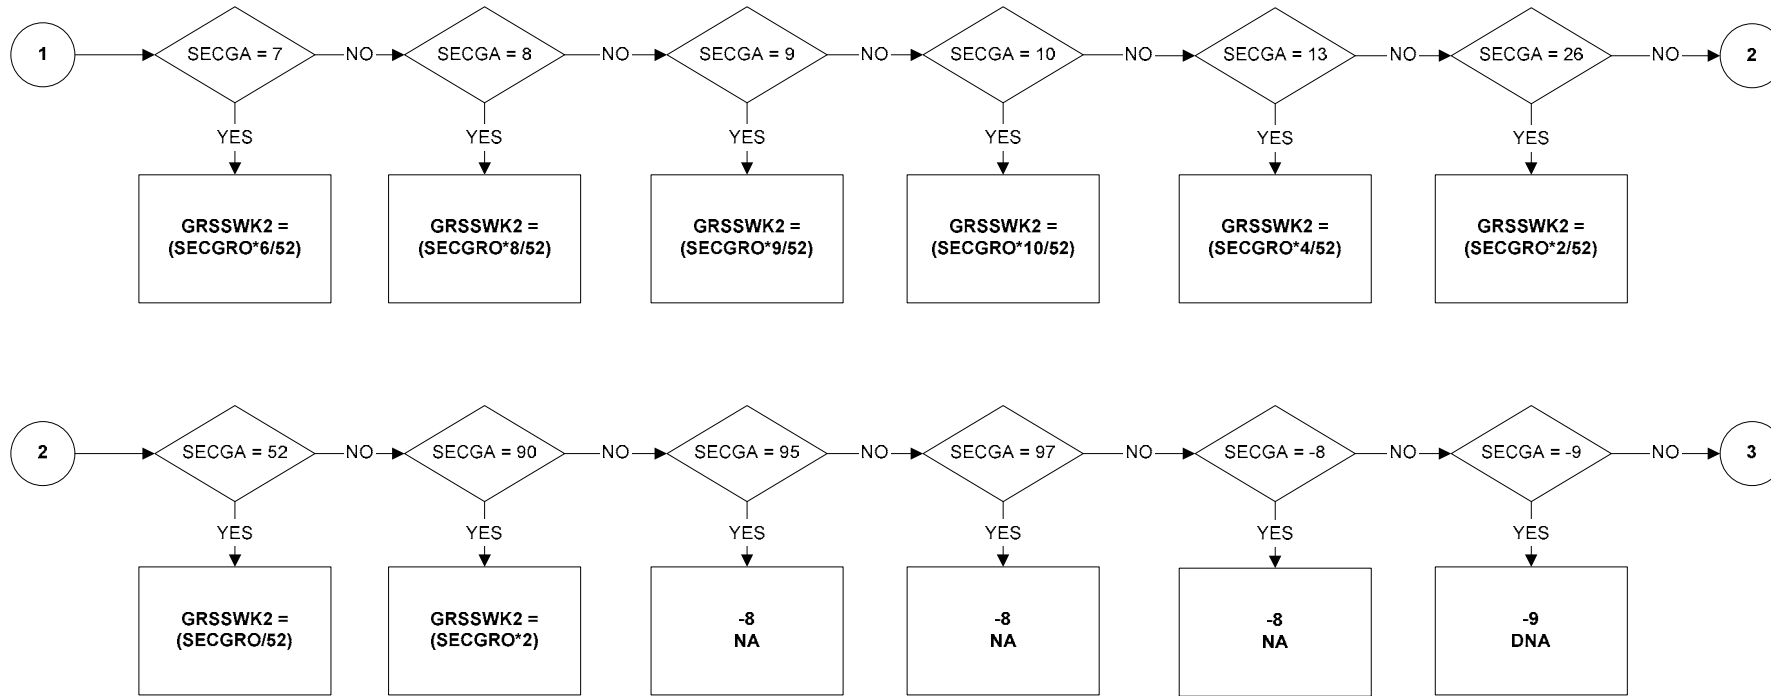 1
SECGA = 7
NO
SECGA = 8
NO
SECGA = 9
NO
SECGA = 10
NO
SECGA = 13
NO
SECGA = 26
NO
2
YES
YES
YES
YES
YES
YES
GRSSWK2 =
(SECGRO*6/52)
GRSSWK2 =
(SECGRO*8/52)
GRSSWK2 =
(SECGRO*9/52)
GRSSWK2 =
(SECGRO*10/52)
GRSSWK2 =
(SECGRO*4/52)
GRSSWK2 =
(SECGRO*2/52)
2
SECGA = 52
NO
SECGA = 90
NO
SECGA = 95
NO
SECGA = 97
NO
SECGA = -8
NO
SECGA = -9
NO
3
YES
YES
YES
YES
YES
YES
GRSSWK2 =
(SECGRO/52)
GRSSWK2 =
(SECGRO*2)
-8
NA
-8
NA
-8
NA
-9
DNA